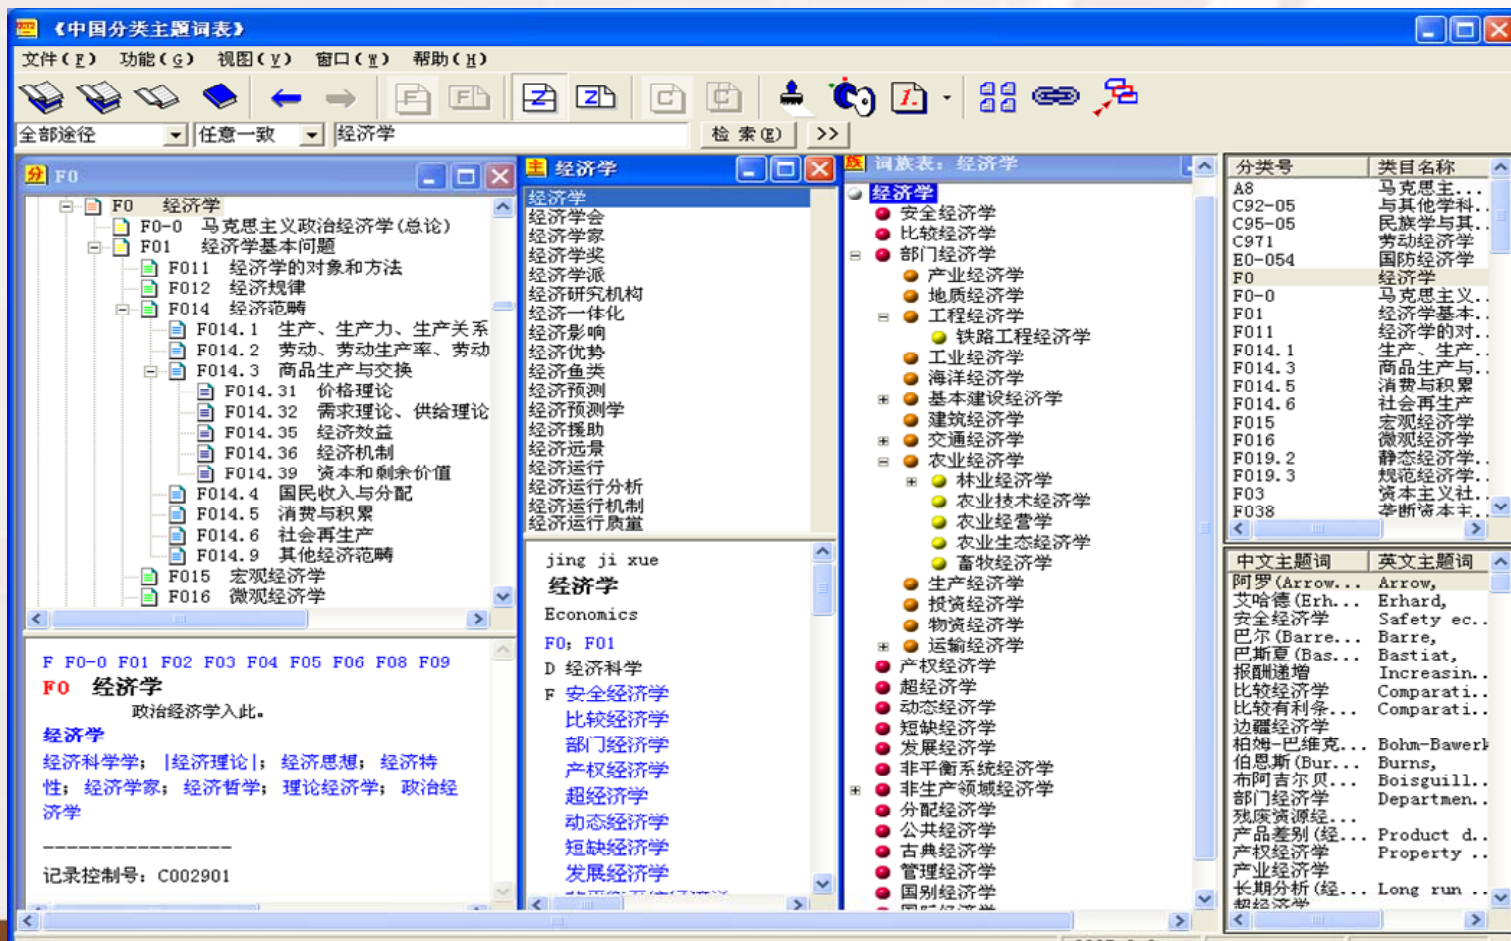 《中国分类主题词表》
文件(F) 功能(G) 视图(V) 窗口(W) 帮助(H)
全部途径 任意一致 经济学 检 索(E) >>
F0
F0 经济学
F0-0 马克思主义政治经济学(总论)
F01 经济学基本问题
F011 经济学的对象和方法
F012 经济规律
F014 经济范畴
F014.1 生产、生产力、生产关系
F014.2 劳动、劳动生产率、劳动
F014.3 商品生产与交换
F014.31 价格理论
F014.32 需求理论、供给理论
F014.35 经济效益
F014.36 经济机制
F014.39 资本和剩余价值
F014.4 国民收入与分配
F014.5 消费与积累
F014.6 社会再生产
F014.9 其他经济范畴
F015 宏观经济学
F016 微观经济学
F F0-0 F01 F02 F03 F04 F05 F06 F08 F09
F0 经济学
政治经济学入此。
经济学
经济科学学; |经济理论|; 经济思想; 经济特
性; 经济学家; 经济哲学; 理论经济学; 政治经
济学
----------------
记录控制号: C002901
主 经济学
经济学
经济学会
经济学家
经济学奖
经济学派
经济研究机构
经济一体化
经济影响
经济优势
经济鱼类
经济预测
经济预测学
经济援助
经济远景
经济运行
经济运行分析
经济运行机制
经济运行质量
jing ji xue
经济学
Economics
F0; F01
D 经济科学
F 安全经济学
比较经济学
部门经济学
产权经济学
超经济学
动态经济学
短缺经济学
发展经济学
族 词族表: 经济学
经济学
安全经济学
比较经济学
部门经济学
产业经济学
地质经济学
工程经济学
铁路工程经济学
工业经济学
海洋经济学
基本建设经济学
建筑经济学
交通经济学
农业经济学
林业经济学
农业技术经济学
农业经营学
农业生态经济学
畜牧经济学
生产经济学
投资经济学
物资经济学
运输经济学
产权经济学
超经济学
动态经济学
短缺经济学
发展经济学
非平衡系统经济学
非生产领域经济学
分配经济学
公共经济学
古典经济学
管理经济学
国别经济学
分类号 类目名称
A8 马克思主...
C92-05 与其他学科..
C95-05 民族学与其..
C971 劳动经济学
E0-054 国防经济学
F0 经济学
F0-0 马克思主义..
F01 经济学基本..
F011 经济学的对..
F014.1 生产、生产..
F014.3 商品生产与..
F014.5 消费与积累
F014.6 社会再生产
F015 宏观经济学
F016 微观经济学
F019.2 静态经济学..
F019.3 规范经济学..
F03 资本主义社..
F038 垄断资本主..
中文主题词 英文主题词
阿罗(Arrow... Arrow,
艾哈德(Erh... Erhard,
安全经济学 Safety ec..
巴尔(Barre... Barre,
巴斯夏(Bas... Bastiat,
报酬递增 Increasin..
比较经济学 Comparati..
比较有利条... Comparati..
边疆经济学
柏姆-巴维克... Bohm-Bawerk
伯恩斯(Bur... Burns,
布阿吉尔贝... Boisguill..
部门经济学 Departmen..
残废资源经...
产品差别(经... Product d..
产权经济学 Property ..
产业经济学
长期分析(经... Long run ..
超经济学